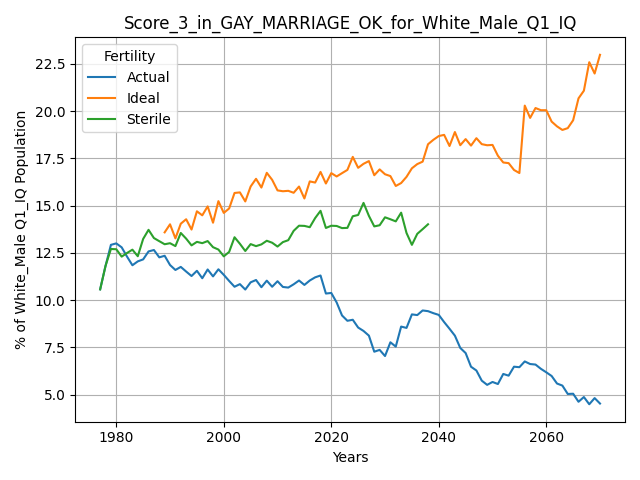 Score_3_in_GAY_MARRIAGE_OK_for_White_Male_Q1_IQ
Fertility
Actual
Ideal
Sterile
% of White_Male Q1_IQ Population
22.5
20.0
17.5
15.0
12.5
10.0
7.5
5.0
1980 2000 2020 2040 2060
Years